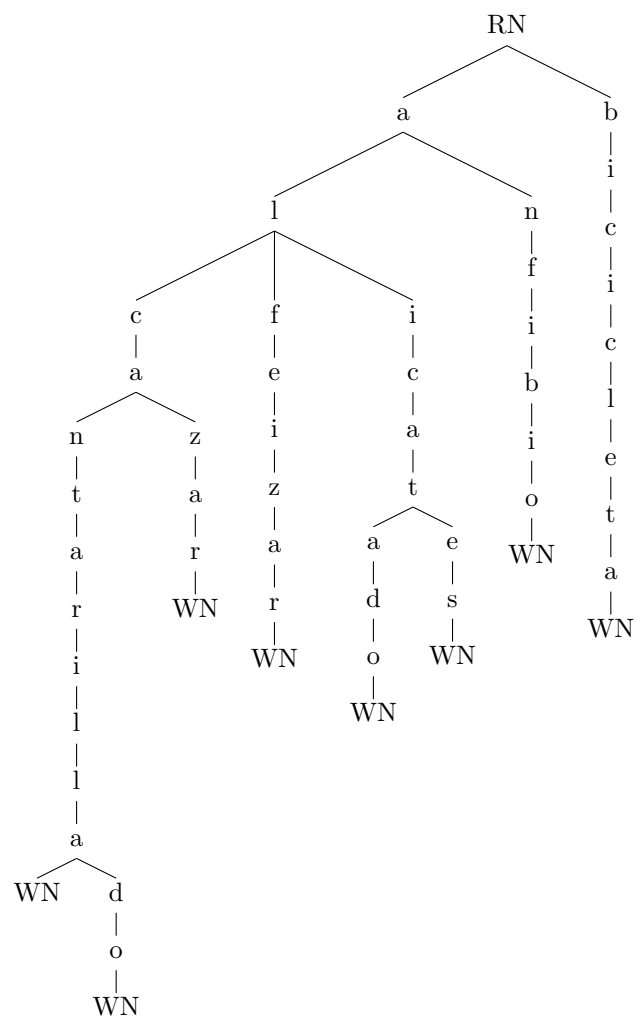 RN
a b
i
l n c
f i
c f i i c
a e c b l
n z i a i e
t a z t o t
a r a a e WN a
r WN r d s WN
i WN o WN
l WN
l
a
WN d
o
WN